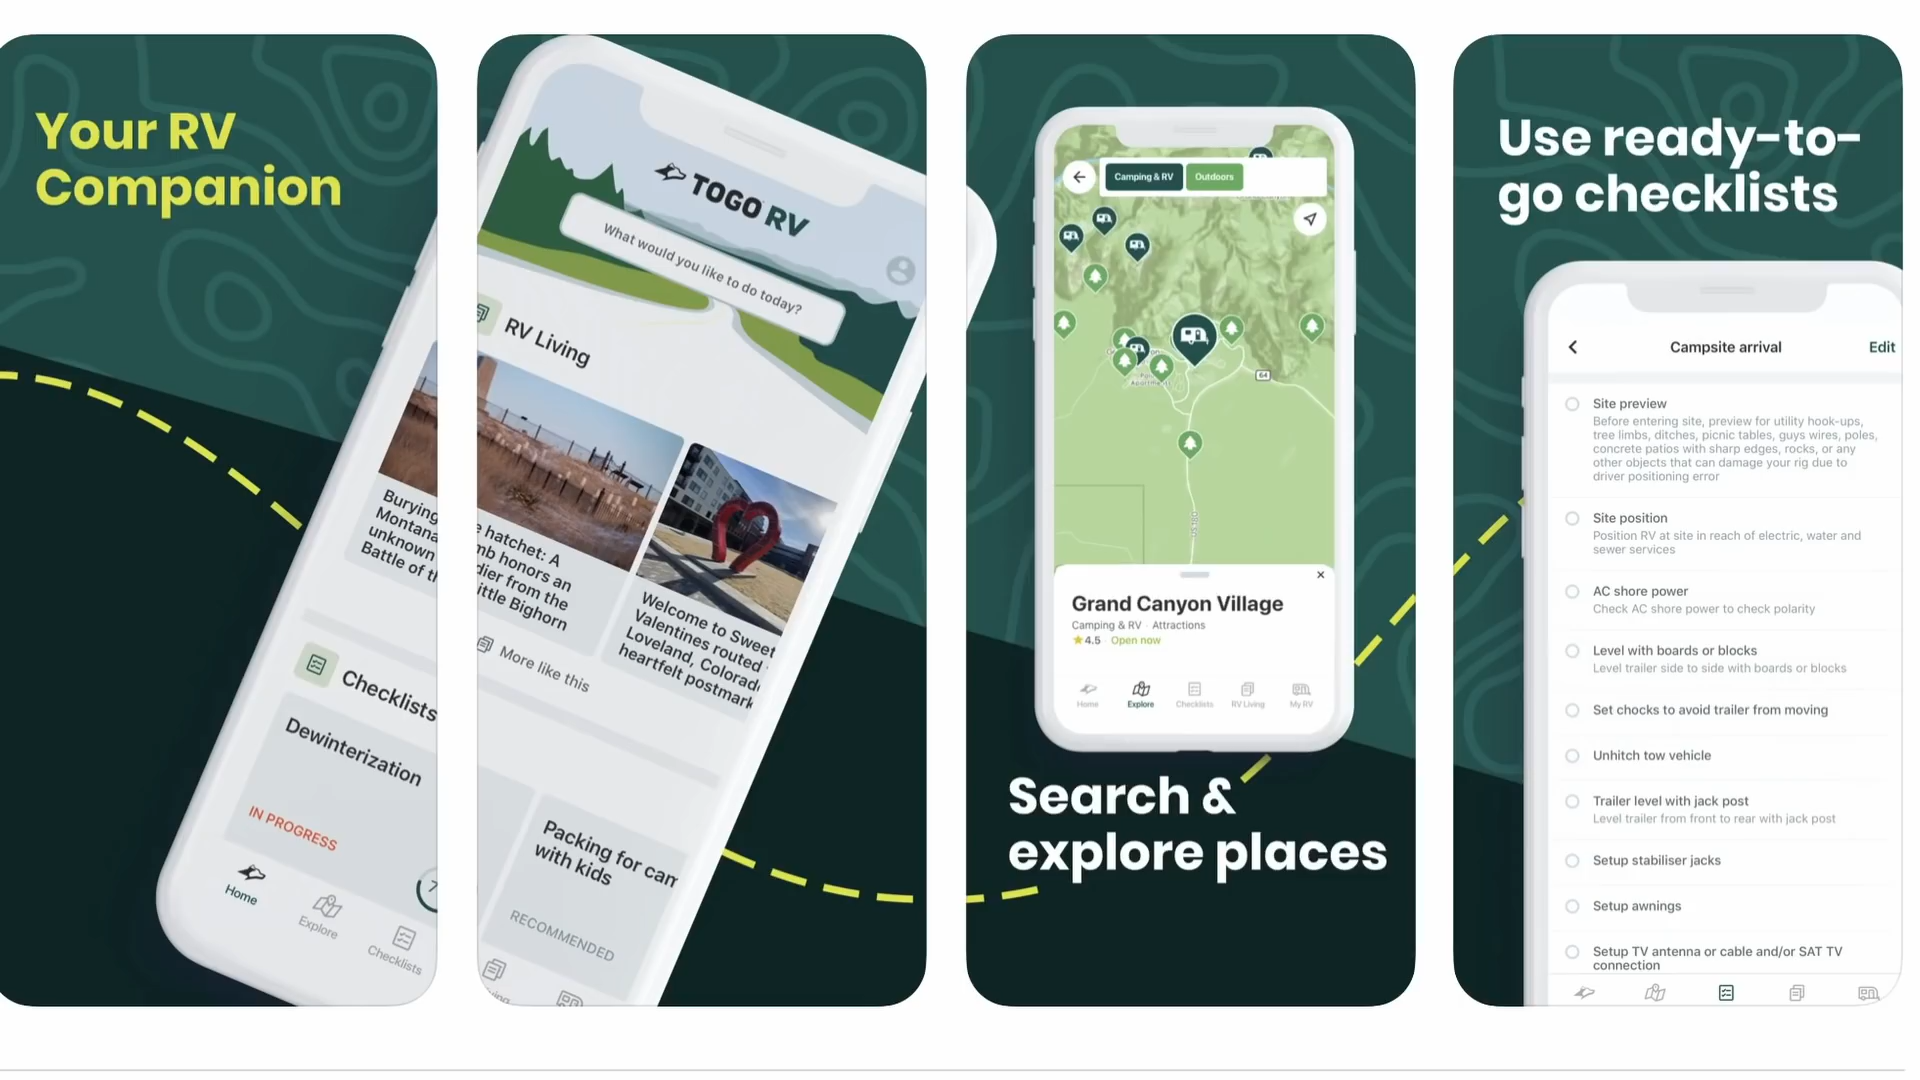 Your RV
Companion
Burying
Montana
unknown
Battle of t
Checklists
Dewinterization
IN PROGRESS
Home
Explore
Checklists
TOGO RV
What would you like to do today?
RV Living
e hatchet: A
mb honors an
dier from the
ittle Bighorn
Welcome to Sweet
Valentines routed
Loveland, Colorad
heartfelt postmark
More like this
Packing for cam
with kids
RECOMMENDED
Camping & RV
Outdoors
64
US 180
Grand Canyon Village
Camping & RV · Attractions
4.5 Open now
Home
Explore
Checklists
RV Living
My RV
Search &
explore places
Use ready-to-
go checklists
Campsite arrival
Edit
Site preview
Before entering site, preview for utility hook-ups,
tree limbs, ditches, picnic tables, guys wires, poles,
concrete patios with sharp edges, rocks, or any
other objects that can damage your rig due to
driver positioning error
Site position
Position RV at site in reach of electric, water and
sewer services
AC shore power
Check AC shore power to check polarity
Level with boards or blocks
Level trailer side to side with boards or blocks
Set chocks to avoid trailer from moving
Unhitch tow vehicle
Trailer level with jack post
Level trailer from front to rear with jack post
Setup stabiliser jacks
Setup awnings
Setup TV antenna or cable and/or SAT TV
connection